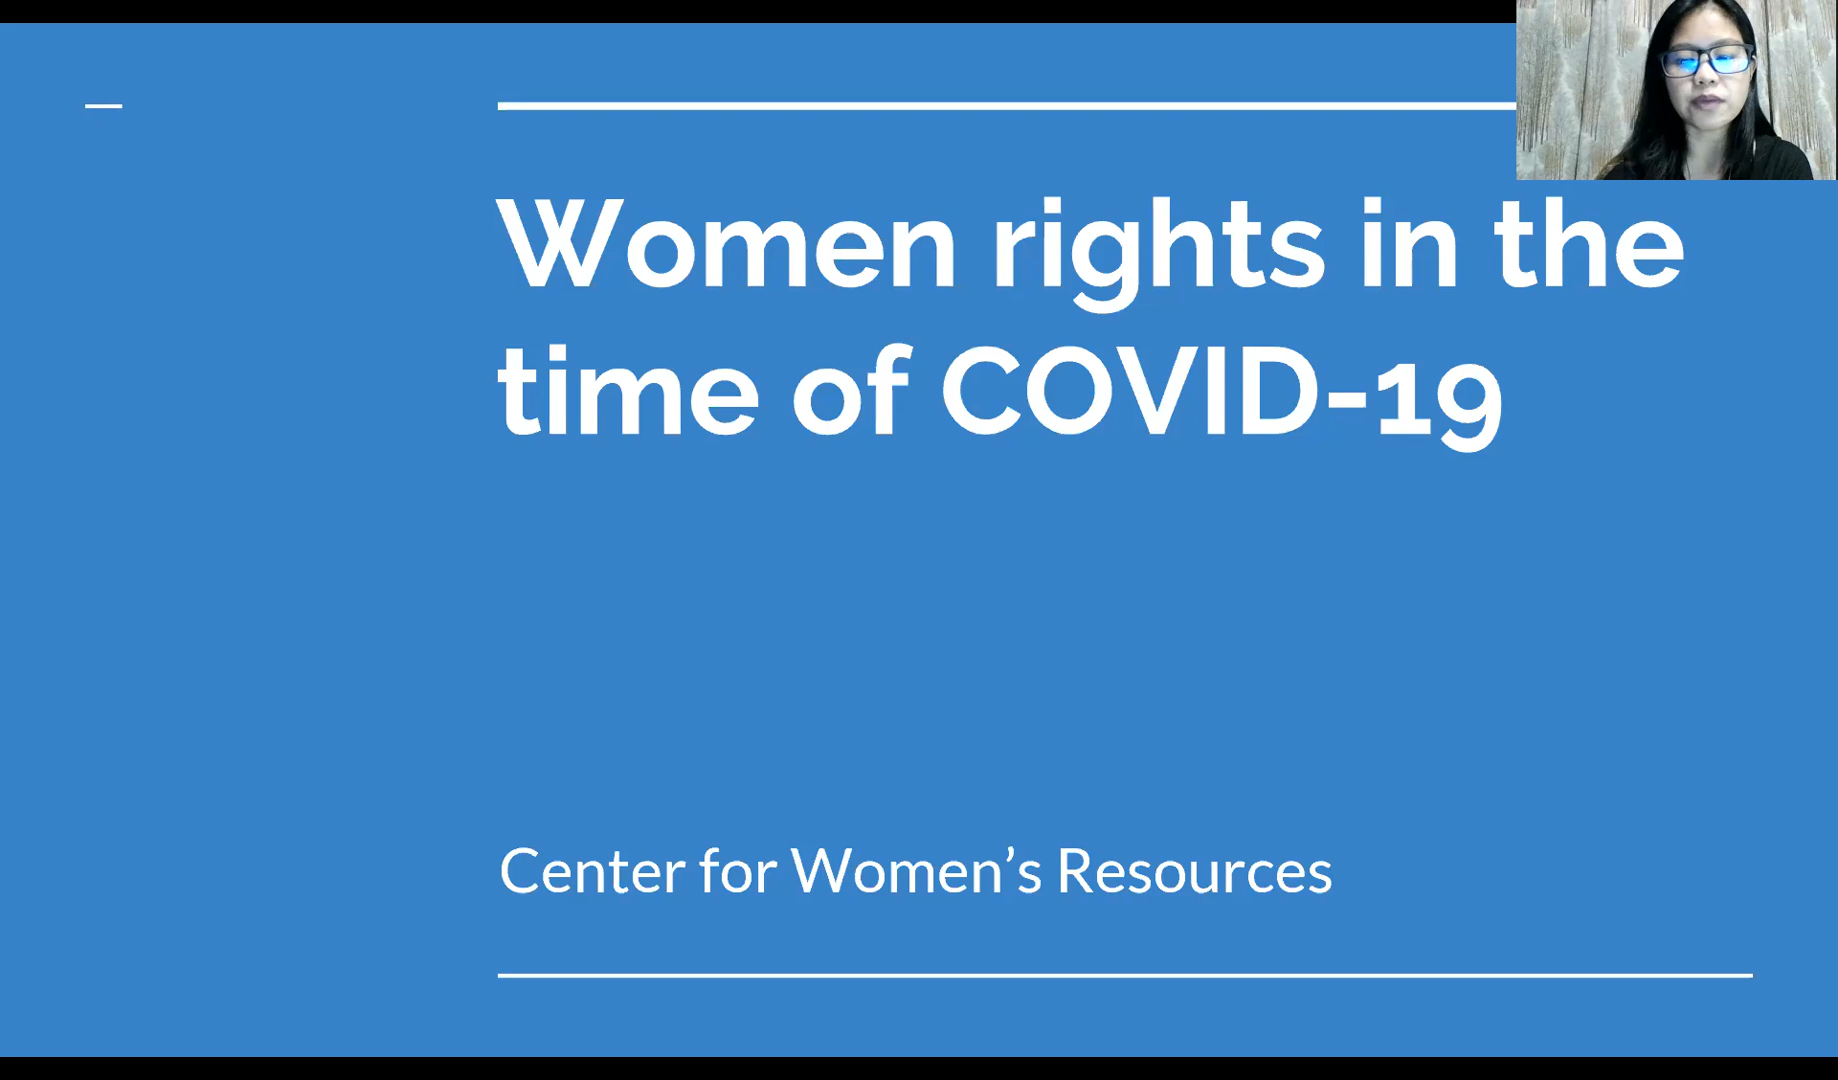 Women rights in the
time of COVID-19
Center for Women’s Resources